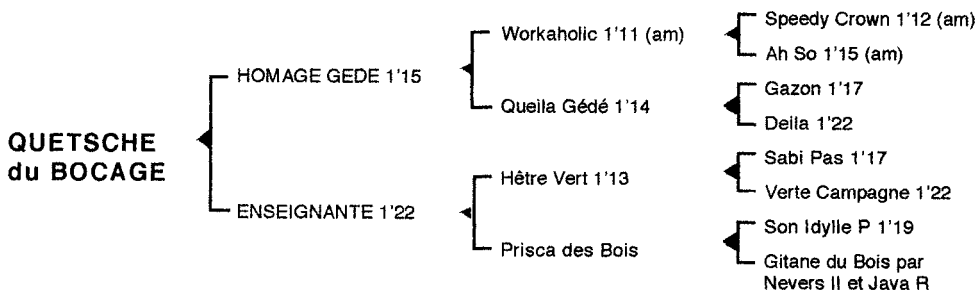 QUETSCHE
du BOCAGE
HOMAGE GEDE 1'15
ENSEIGNANTE 1'22
Workaholic 1'11 (am)
Queila Gédé 1'14
Hêtre Vert 1'13
Prisca des Bois
Speedy Crown 1'12 (am)
Ah So 1'15 (am)
Gazon 1'17
Deila 1'22
Sabi Pas 1'17
Verte Campagne 1'22
Son Idylle P 1'19
Gitane du Bois par
Nevers II et Java R